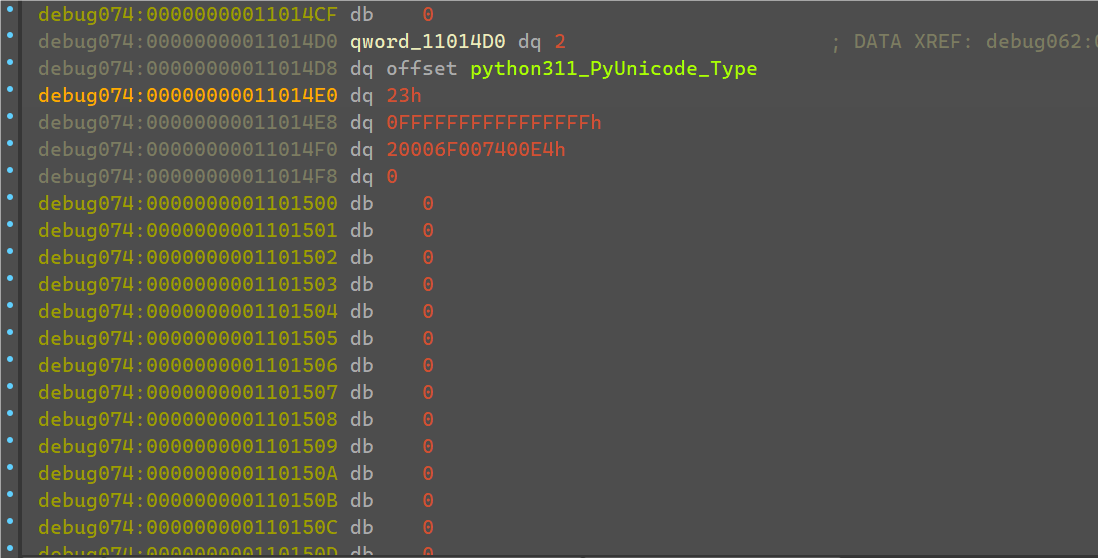 debug074:00000000011014CF db 0
debug074:00000000011014D0 qword_11014D0 dq 2 ; DATA XREF: debug062:
debug074:00000000011014D8 dq offset python311_PyUnicode_Type
debug074:00000000011014E0 dq 23h
debug074:00000000011014E8 dq 0FFFFFFFFFFFFFFFFh
debug074:00000000011014F0 dq 20006F007400E4h
debug074:00000000011014F8 dq 0
debug074:0000000001101500 db 0
debug074:0000000001101501 db 0
debug074:0000000001101502 db 0
debug074:0000000001101503 db 0
debug074:0000000001101504 db 0
debug074:0000000001101505 db 0
debug074:0000000001101506 db 0
debug074:0000000001101507 db 0
debug074:0000000001101508 db 0
debug074:0000000001101509 db 0
debug074:000000000110150A db 0
debug074:000000000110150B db 0
debug074:000000000110150C db 0
debug074:000000000110150D db 0